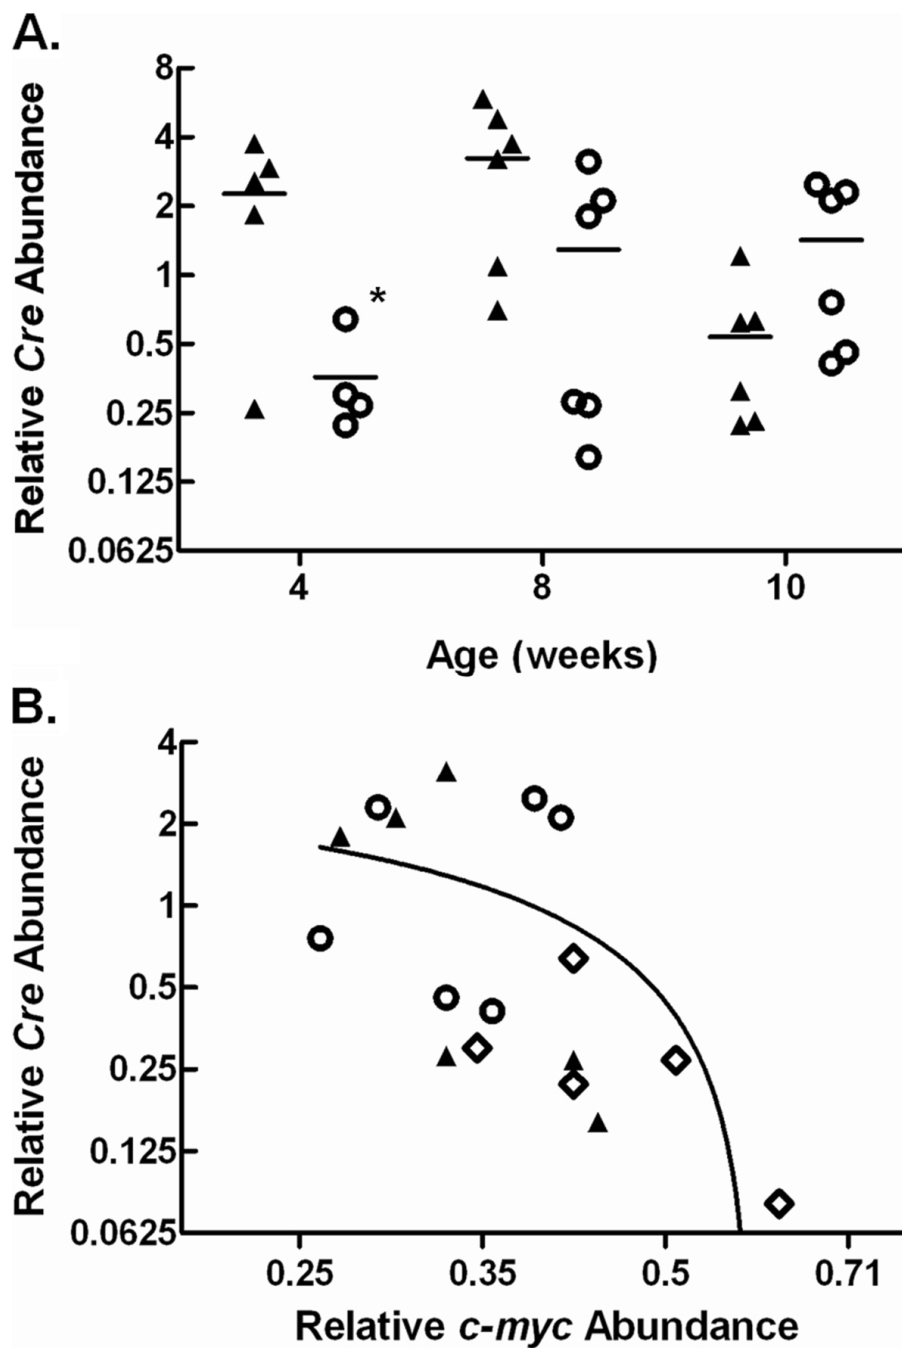 A.
Relative Cre Abundance
8
4
2
1
0.5
0.25
0.125
0.0625
*
4 8 10
Age (weeks)
B.
Relative Cre Abundance
4
2
1
0.5
0.25
0.125
0.0625
0.25 0.35 0.5 0.71
Relative c-myc Abundance